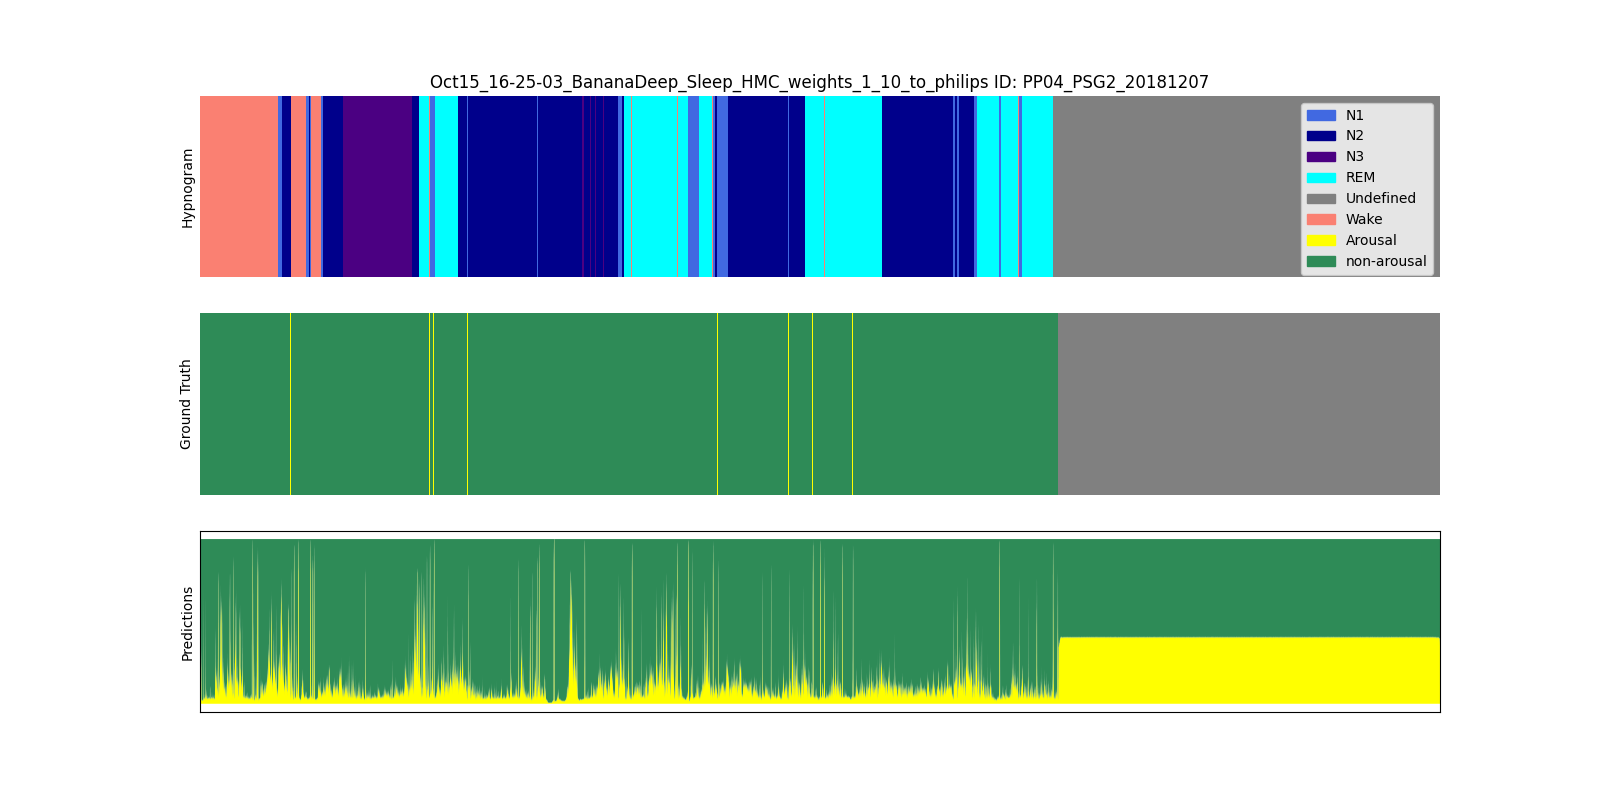 Oct15_16-25-03_BananaDeep_Sleep_HMC_weights_1_10_to_philips ID: PP04_PSG2_20181207
Hypnogram
N1
N2
N3
REM
Undefined
Wake
Arousal
non-arousal
Ground Truth
Predictions